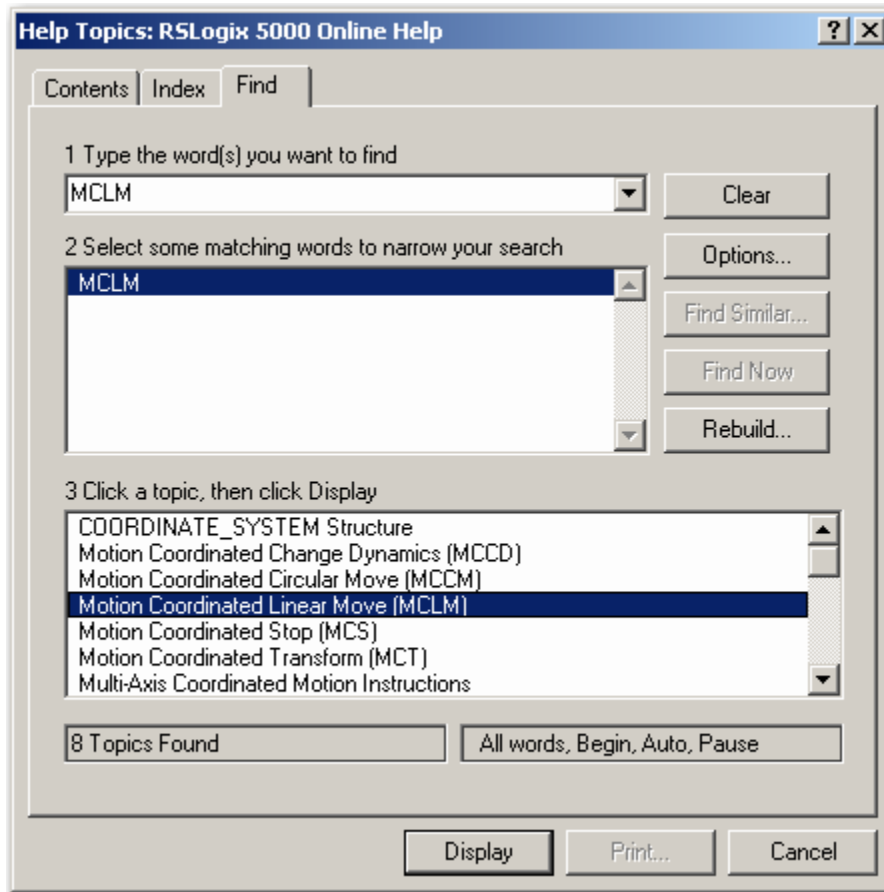 Help Topics: RSLogix 5000 Online Help
Contents Index Find
1 Type the word(s) you want to find
MCLM
Clear
2 Select some matching words to narrow your search
Options...
MCLM
Find Similar...
Find Now
Rebuild...
3 Click a topic, then click Display
COORDINATE_SYSTEM Structure
Motion Coordinated Change Dynamics (MCCD)
Motion Coordinated Circular Move (MCCM)
Motion Coordinated Linear Move (MCLM)
Motion Coordinated Stop (MCS)
Motion Coordinated Transform (MCT)
Multi-Axis Coordinated Motion Instructions
8 Topics Found
All words, Begin, Auto, Pause
Display Print... Cancel